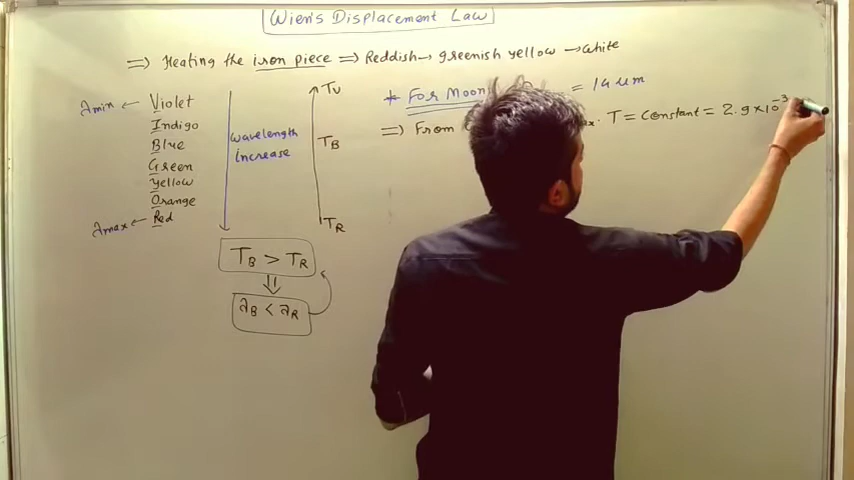 Wien's Displacement Law
⇒ Heating the iron piece ⇒ Reddish → greenish yellow → white
λmin ← Violet
Indigo
Blue
Green
Yellow
Orange
λmax ← Red
wavelength
increase
TV
TB
TR
TB > TR
⇓
λB < λR
* For Moon = 14 μm
⇒ From max. T = Constant = 2.9×10⁻³